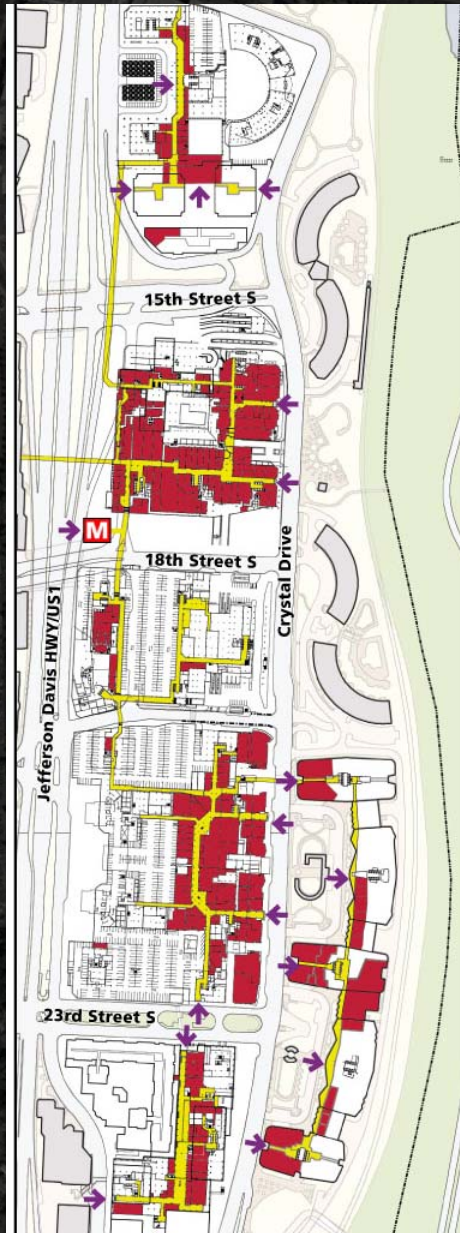 15th Street S
M
18th Street S
Crystal Drive
Jefferson Davis HWY/US1
23rd Street S